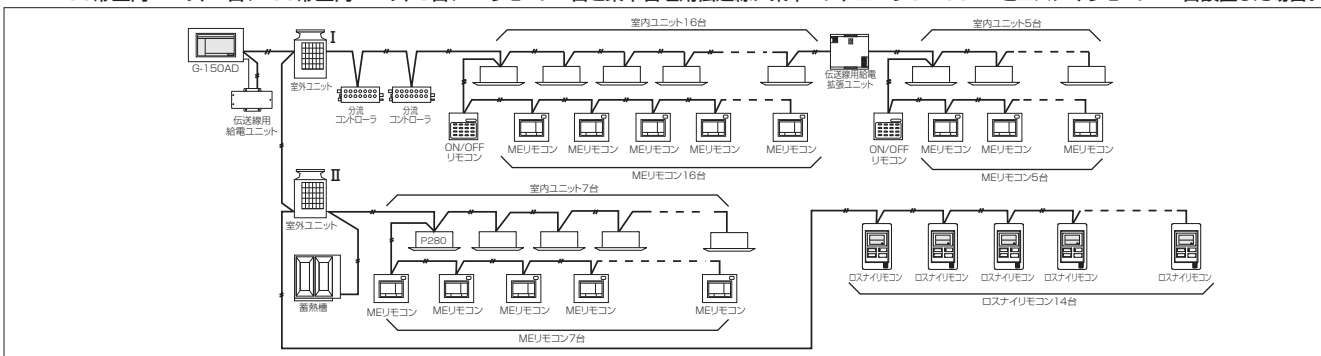 室内ユニット16台
室内ユニット5台
I
G-150AD
室外ユニット
伝送線用
給電ユニット
分流
コントローラ
分流
コントローラ
伝送線用給電
拡張ユニット
ON/OFF
リモコン
MEリモコン
MEリモコン
MEリモコン
MEリモコン
MEリモコン
MEリモコン16台
ON/OFF
リモコン
MEリモコン
MEリモコン
MEリモコン
MEリモコン5台
II
室外ユニット
室内ユニット7台
P280
蓄熱槽
MEリモコン
MEリモコン
MEリモコン
MEリモコン
MEリモコン
MEリモコン7台
ロスナイリモコン
ロスナイリモコン
ロスナイリモコン
ロスナイリモコン
ロスナイリモコン
ロスナイリモコン14台